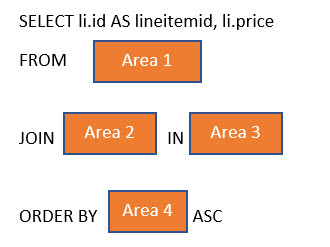 SELECT li.id AS lineitemid, li.price
FROM Area 1
JOIN Area 2 IN Area 3
ORDER BY Area 4 ASC